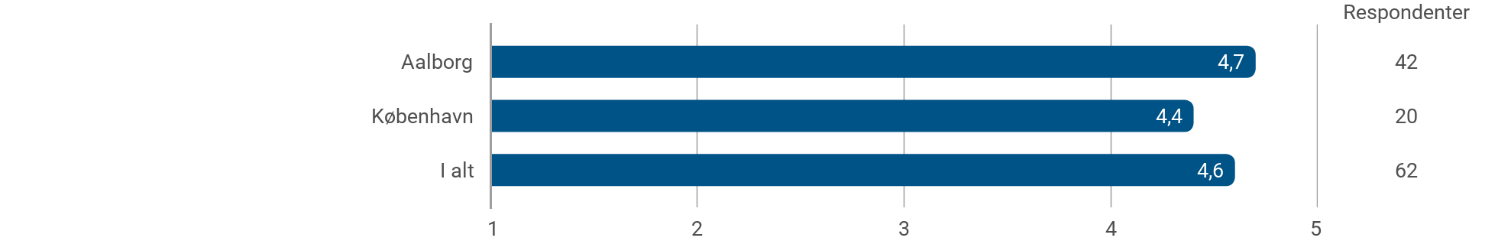 Respondenter
Aalborg 4,7 42
København 4,4 20
I alt 4,6 62
1 2 3 4 5